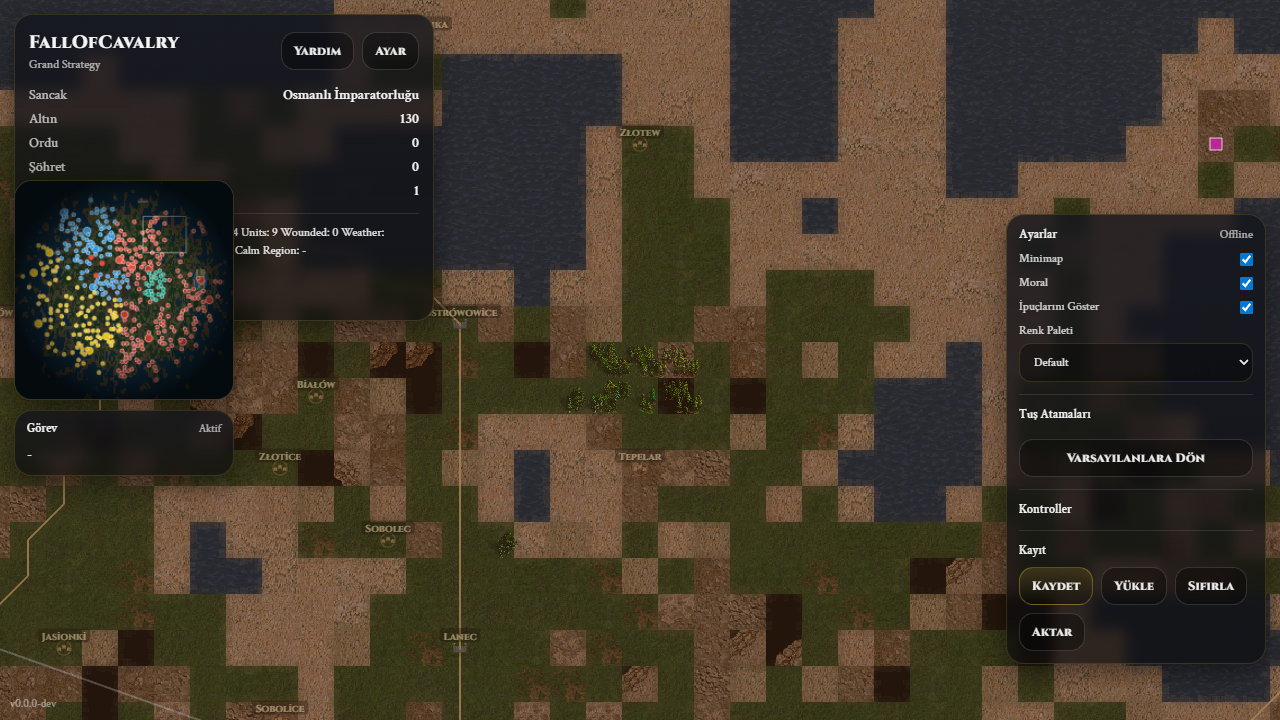 FallOfCavalry
Grand Strategy
Yardım
Ayar
Sancak Osmanlı İmparatorluğu
Altın 130
Ordu 0
Şöhret 0
1
Units: 9 Wounded: 0 Weather:
Calm Region: -
Görev Aktif
-
Złotew
Białów
Złotice
Tepelar
Sobolec
Jasionki
Lanec
Sobolice
Ayarlar Offline
Minimap
Moral
İpuçlarını Göster
Renk Paleti
Default
Tuş Atamaları
Varsayılanlara Dön
Kontroller
Kayıt
Kaydet
Yükle
Sıfırla
Aktar
v0.0.0-dev